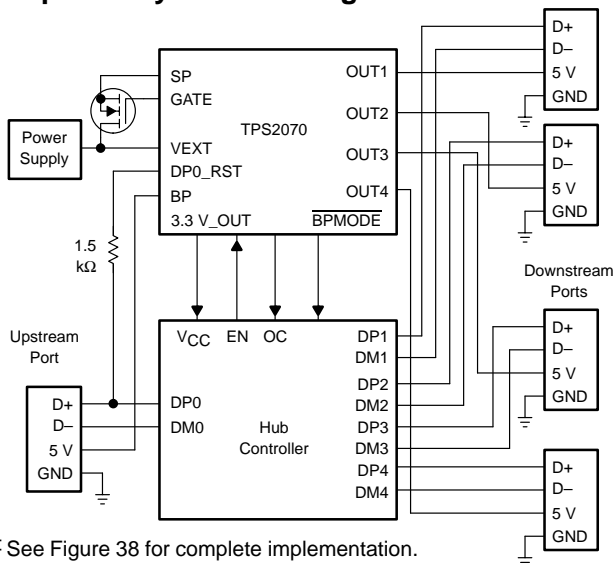 D+
D–
5 V
GND
SP
GATE
OUT1
OUT2
TPS2070
Power
Supply
VEXT
DP0_RST
BP
OUT3
OUT4
3.3 V_OUT
BPMODE
D+
D–
5 V
GND
1.5
kΩ
Downstream
Ports
Upstream
Port
VCC
EN
OC
DP1
DM1
DP2
DM2
DP3
DM3
DP4
DM4
D+
D–
5 V
GND
DP0
DM0
Hub
Controller
D+
D–
5 V
GND
D+
D–
5 V
GND
See Figure 38 for complete implementation.